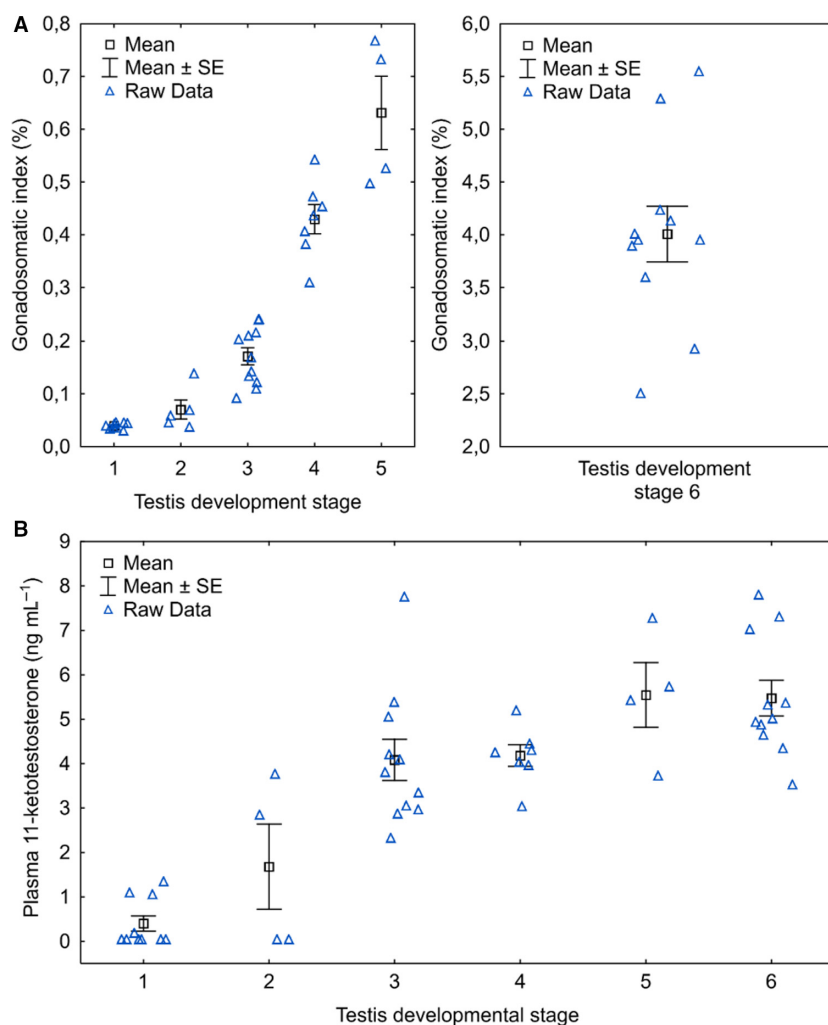 A
0,8
0,7
0,6
0,5
0,4
0,3
0,2
0,1
0,0
Gonadosomatic index (%)
Mean
Mean ± SE
Raw Data
1 2 3 4 5
Testis development stage
6,0
5,5
5,0
4,5
4,0
3,5
3,0
2,5
2,0
Gonadosomatic index (%)
Mean
Mean ± SE
Raw Data
Testis development
stage 6
B
9
8
7
6
5
4
3
2
1
0
Plasma 11-ketotestosterone (ng mL⁻¹)
Mean
Mean ± SE
Raw Data
1 2 3 4 5 6
Testis developmental stage